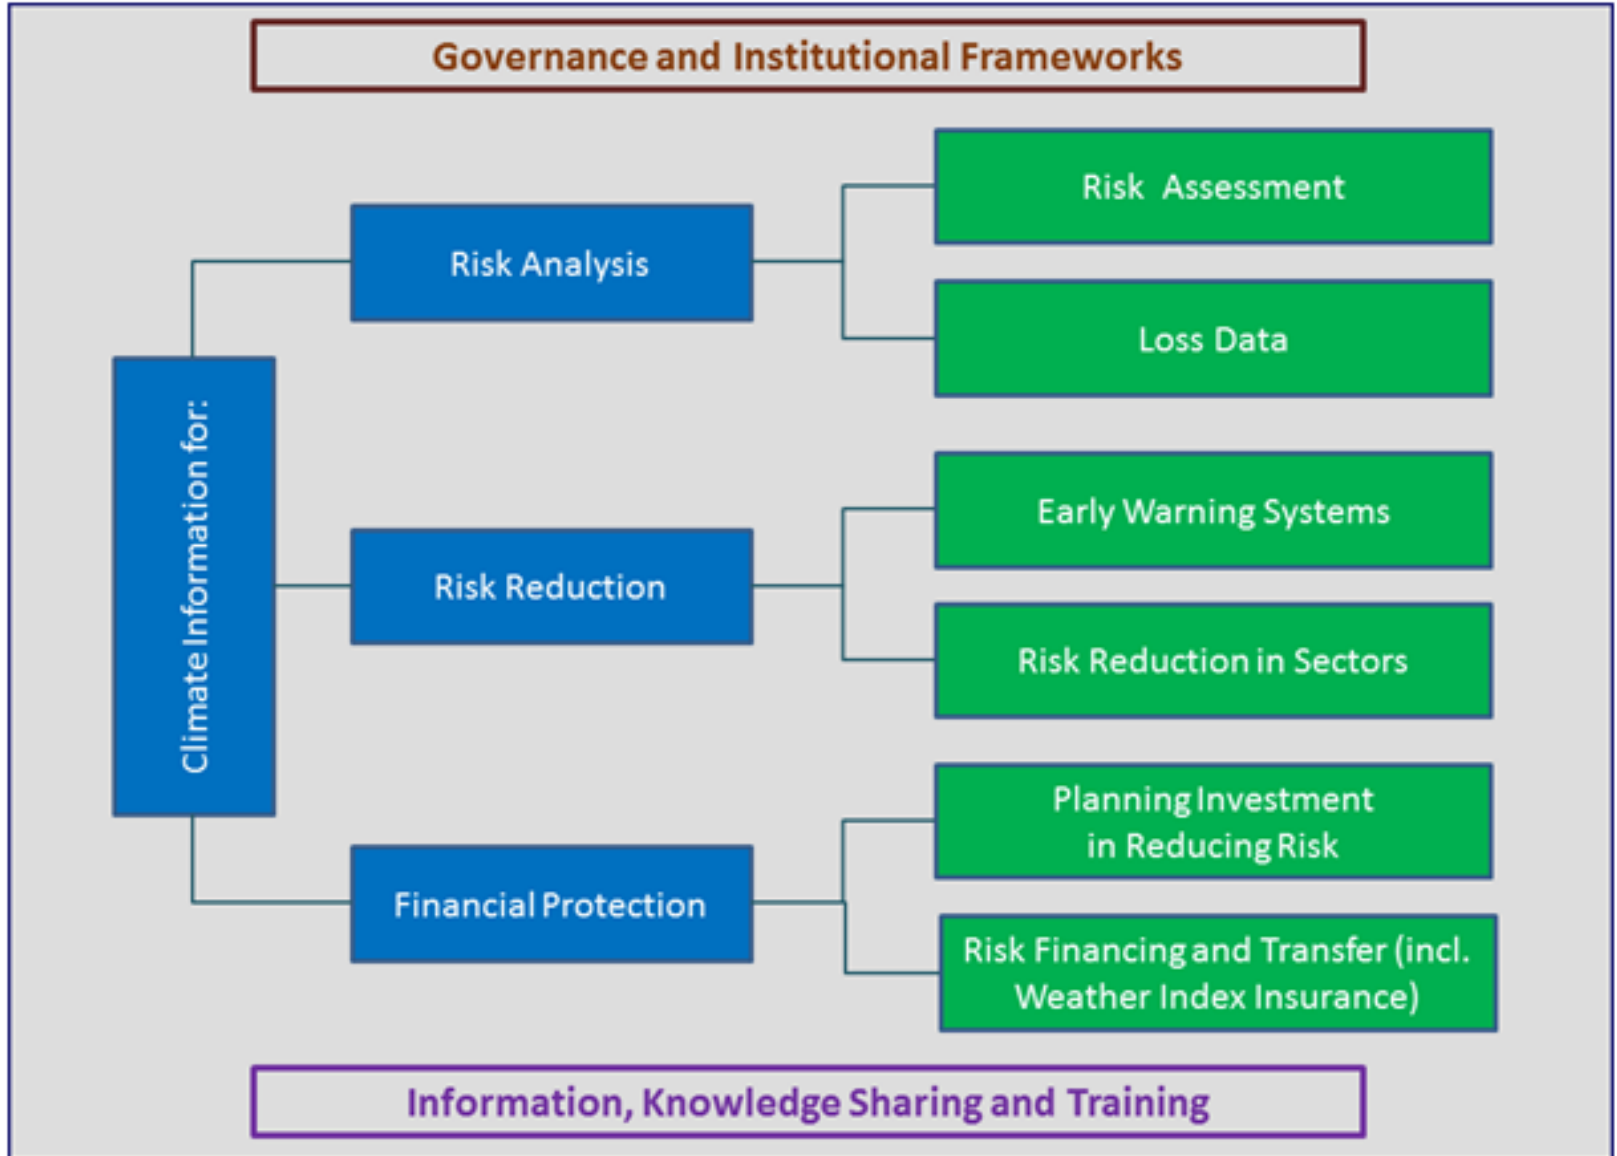 Governance and Institutional Frameworks
Risk Assessment
Risk Analysis
Loss Data
Climate Information for:
Early Warning Systems
Risk Reduction
Risk Reduction in Sectors
Planning Investment
in Reducing Risk
Financial Protection
Risk Financing and Transfer (incl.
Weather Index Insurance)
Information, Knowledge Sharing and Training